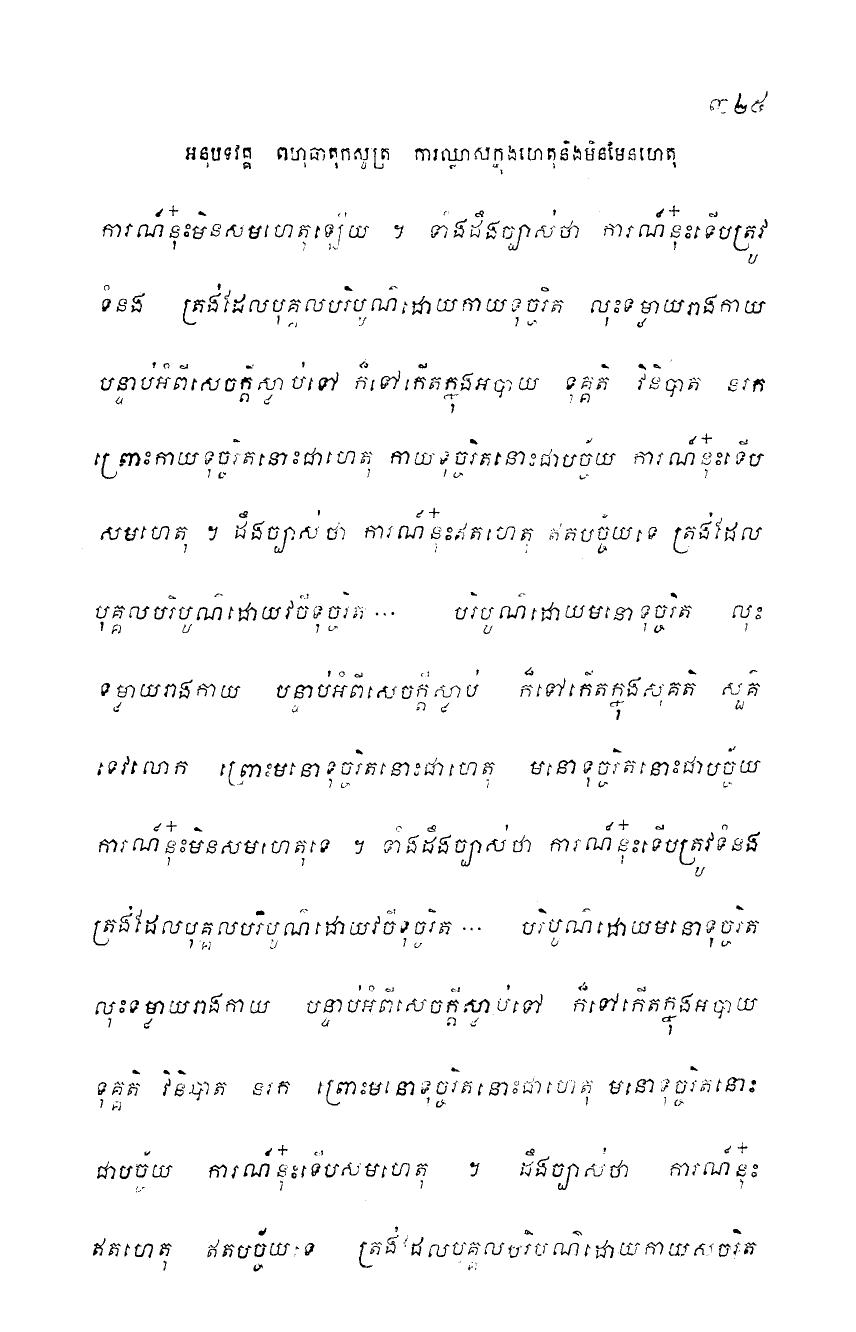 ៣២៥
អនុបទវគ្គ ពហុធាតុកសូត្រ ការឈ្លាសក្នុងហេតុនិងមិនមែនហេតុ
ការណ៍នុ៎ះមិនសមហេតុឡើយ ។ ទាំងដឹងច្បាស់ថា ការណ៍នុ៎ះទើបត្រូវ
ទំនង ត្រង់ដែលបុគ្គលបរិបូណ៌ដោយកាយទុច្ចរិត លុះទម្លាយរាងកាយ
បន្ទាប់អំពីសេចក្តីស្លាប់ទៅ ក៏ទៅកើតក្នុងអបាយ ទុគ្គតិ វិនិបាត នរក
ព្រោះកាយទុច្ចរិតនោះជាហេតុ កាយទុច្ចរិតនោះជាបច្ច័យ ការណ៍នុ៎ះទើប
សមហេតុ ។ ដឹងច្បាស់ថា ការណ៍នុ៎ះឥតហេតុ ឥតបច្ច័យទេ ត្រង់ដែល
បុគ្គលបរិបូណ៌ដោយវចីទុច្ចរិត ... បរិបូណ៌ដោយមនោទុច្ចរិត លុះ
ទម្លាយរាងកាយ បន្ទាប់អំពីសេចក្តីស្លាប់ ក៏ទៅកើតក្នុងសុគតិ សួគ៌
ទេវលោក ព្រោះមនោទុច្ចរិតនោះជាហេតុ មនោទុច្ចរិតនោះជាបច្ច័យ
ការណ៍នុ៎ះមិនសមហេតុទេ ។ ទាំងដឹងច្បាស់ថា ការណ៍នុ៎ះទើបត្រូវទំនង
ត្រង់ដែលបុគ្គលបរិបូណ៌ដោយវចីទុច្ចរិត ... បរិបូណ៌ដោយមនោទុច្ចរិត
លុះទម្លាយរាងកាយ បន្ទាប់អំពីសេចក្តីស្លាប់ទៅ ក៏ទៅកើតក្នុងអបាយ
ទុគ្គតិ វិនិបាត នរក ព្រោះមនោទុច្ចរិតនោះជាហេតុ មនោទុច្ចរិតនោះ
ជាបច្ច័យ ការណ៍នុ៎ះទើបសមហេតុ ។ ដឹងច្បាស់ថា ការណ៍នុ៎ះ
ឥតហេតុ ឥតបច្ច័យទេ ត្រង់ដែលបុគ្គលបរិបូណ៌ដោយកាយសុចរិត